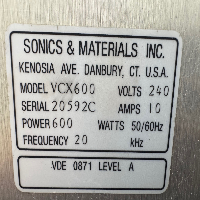 SONICS & MATERIALS INC.
KENOSIA AVE. DANBURY, CT. U.S.A.
MODEL VCX600 VOLTS 240
SERIAL 20592C AMPS 10
POWER 600 WATTS 50/60Hz
FREQUENCY 20 kHz
VDE 0871 LEVEL A